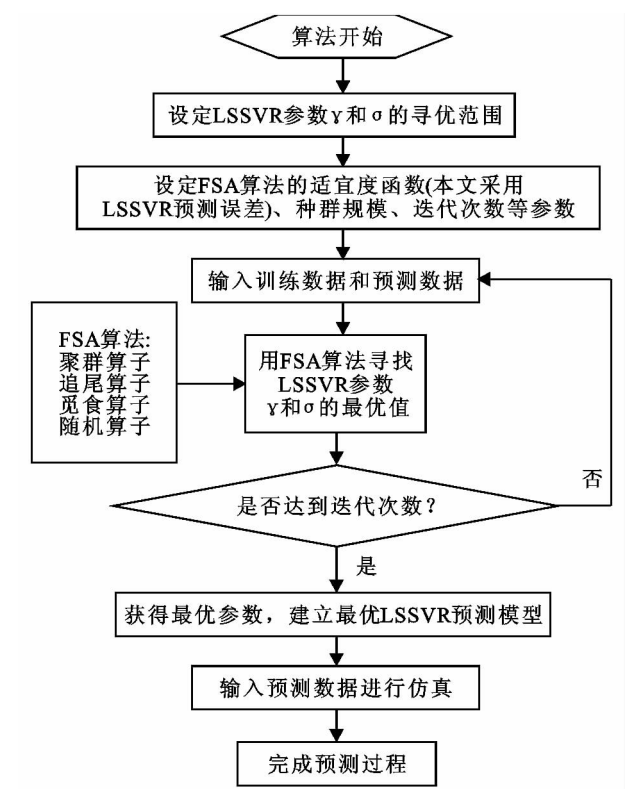 算法开始
设定LSSVR参数γ和σ的寻优范围
设定FSA算法的适宜度函数(本文采用
LSSVR预测误差)、种群规模、迭代次数等参数
输入训练数据和预测数据
FSA算法:
聚群算子
追尾算子
觅食算子
随机算子
用FSA算法寻找
LSSVR参数
γ和σ的最优值
是否达到迭代次数？
否
是
获得最优参数，建立最优LSSVR预测模型
输入预测数据进行仿真
完成预测过程